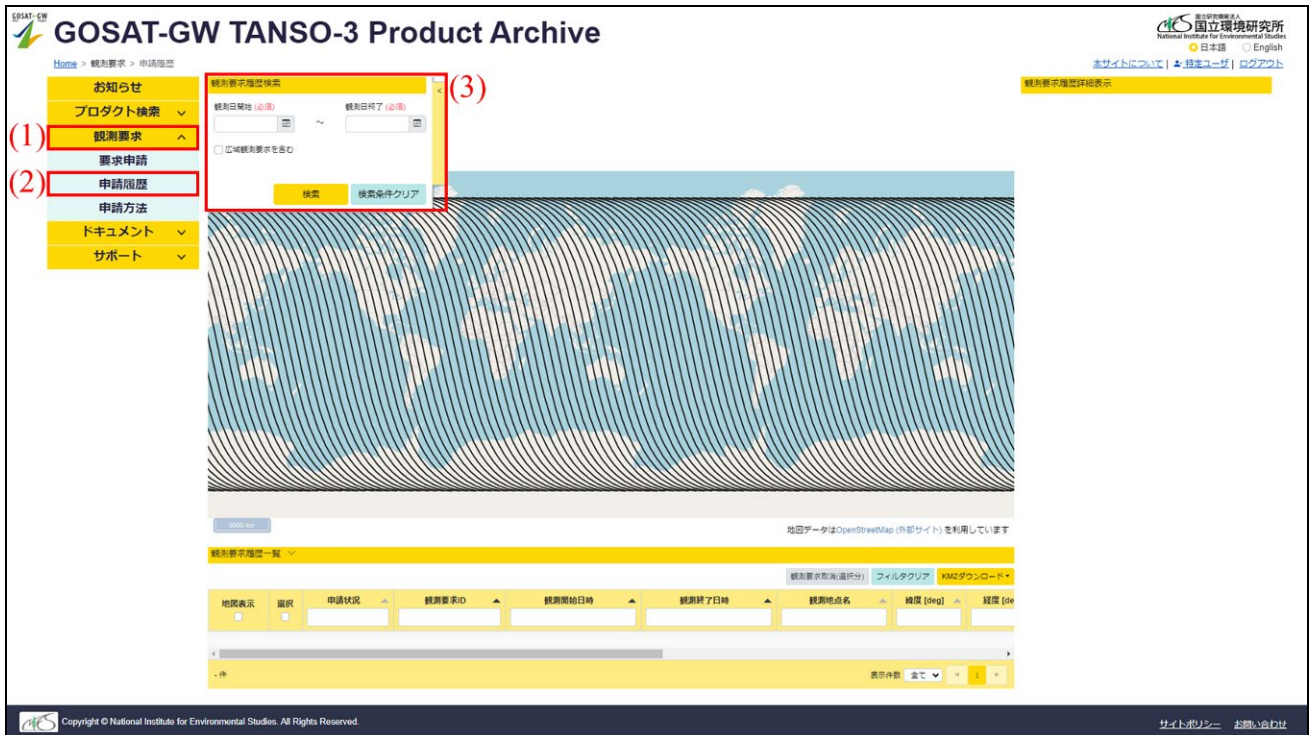 GOSAT-GW
GOSAT-GW TANSO-3 Product Archive
国立研究開発法人
国立環境研究所
National Institute for Environmental Studies
日本語 English
Home > 観測要求 > 申請履歴
本サイトについて | 特定ユーザ | ログアウト
お知らせ
プロダクト検索
(1) 観測要求
要求申請
(2) 申請履歴
申請方法
ドキュメント
サポート
観測要求履歴検索
<
(3)
観測日開始 (必須) 観測日終了 (必須)
~
広域観測要求を含む
検索 検索条件クリア
観測要求履歴詳細表示
5000 km
地図データはOpenStreetMap (外部サイト) を利用しています
観測要求履歴一覧
観測要求取消(選択分) フィルタクリア KMZダウンロード
地図表示 選択 申請状況 観測要求ID 観測開始日時 観測終了日時 観測地点名 緯度 [deg] 経度 [de
- 件
表示件数 全て « 1 »
NIES Copyright © National Institute for Environmental Studies. All Rights Reserved.
サイトポリシー お問い合わせ